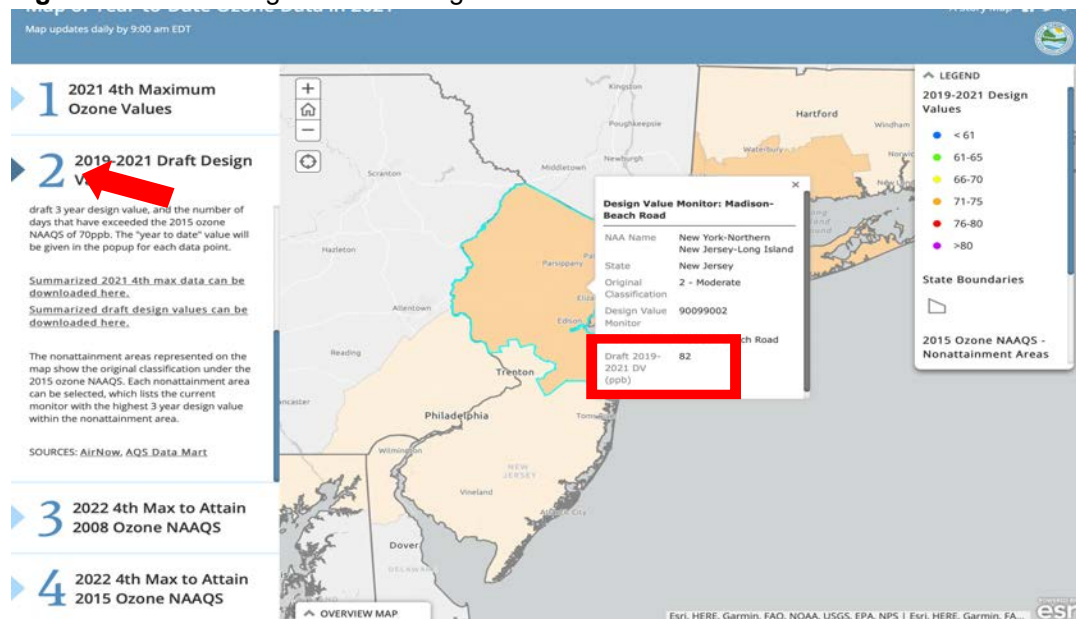 Map updates daily by 9:00 am EDT
A Story Map
1
2021 4th Maximum
Ozone Values
2
2019-2021 Draft Design
draft 3 year design value, and the number of
days that have exceeded the 2015 ozone
NAAQS of 70ppb. The "year to date" value will
be given in the popup for each data point.
Summarized 2021 4th max data can be
downloaded here.
Summarized draft design values can be
downloaded here.
The nonattainment areas represented on the
map show the original classification under the
2015 ozone NAAQS. Each nonattainment area
can be selected, which lists the current
monitor with the highest 3 year design value
within the nonattainment area.
SOURCES: AirNow, AQS Data Mart
3
2022 4th Max to Attain
2008 Ozone NAAQS
4
2022 4th Max to Attain
2015 Ozone NAAQS
+
−
Kingston
Poughkeepsie
Hartford
Windham
Waterbury
Newburgh
Middletown
Scranton
Hazleton
Parsippany
Allentown
Edison
Reading
Trenton
Philadelphia
Wilmington
NEW
JERSEY
Vineland
Dover
Design Value Monitor: Madison-
Beach Road
×
NAA Name New York-Northern
New Jersey-Long Island
State New Jersey
Original 2 - Moderate
Classification
Design Value 90099002
Monitor
ch Road
Draft 2019- 82
2021 DV
(ppb)
LEGEND
2019-2021 Design
Values
< 61
61-65
66-70
71-75
76-80
>80
State Boundaries
2015 Ozone NAAQS -
Nonattainment Areas
OVERVIEW MAP
Esri, HERE, Garmin, FAO, NOAA, USGS, EPA, NPS | Esri, HERE, Garmin, FA...
esri